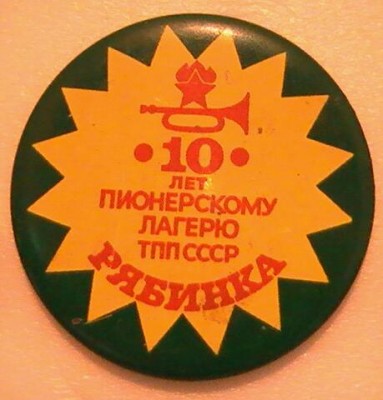 • 10 •
ЛЕТ
ПИОНЕРСКОМУ
ЛАГЕРЮ
ТПП СССР
РЯБИНКА